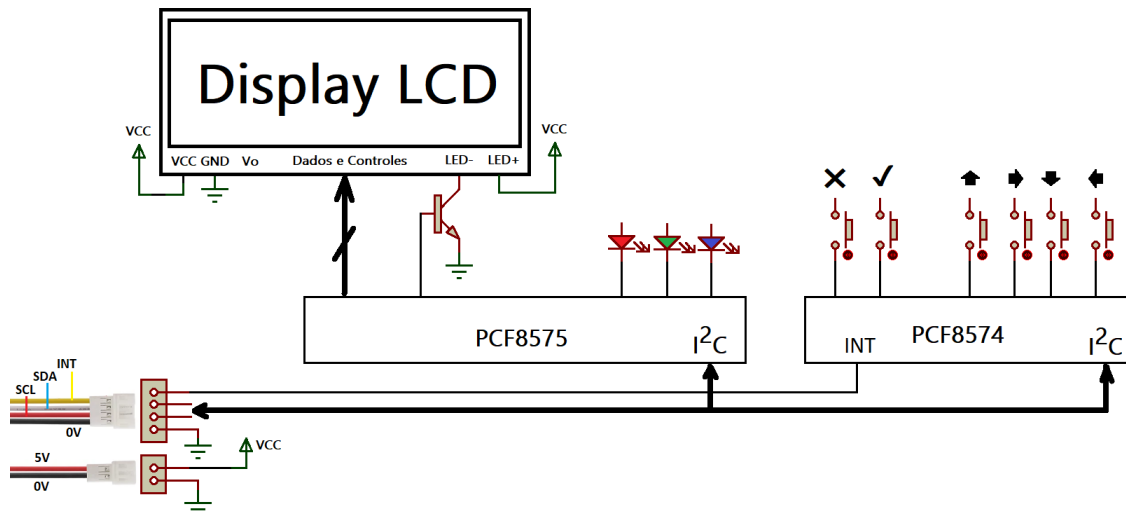 Display LCD
VCC GND Vo Dados e Controles LED- LED+
VCC
VCC
PCF8575
I²C
INT
PCF8574
I²C
INT
SDA
SCL
0V
VCC
5V
0V